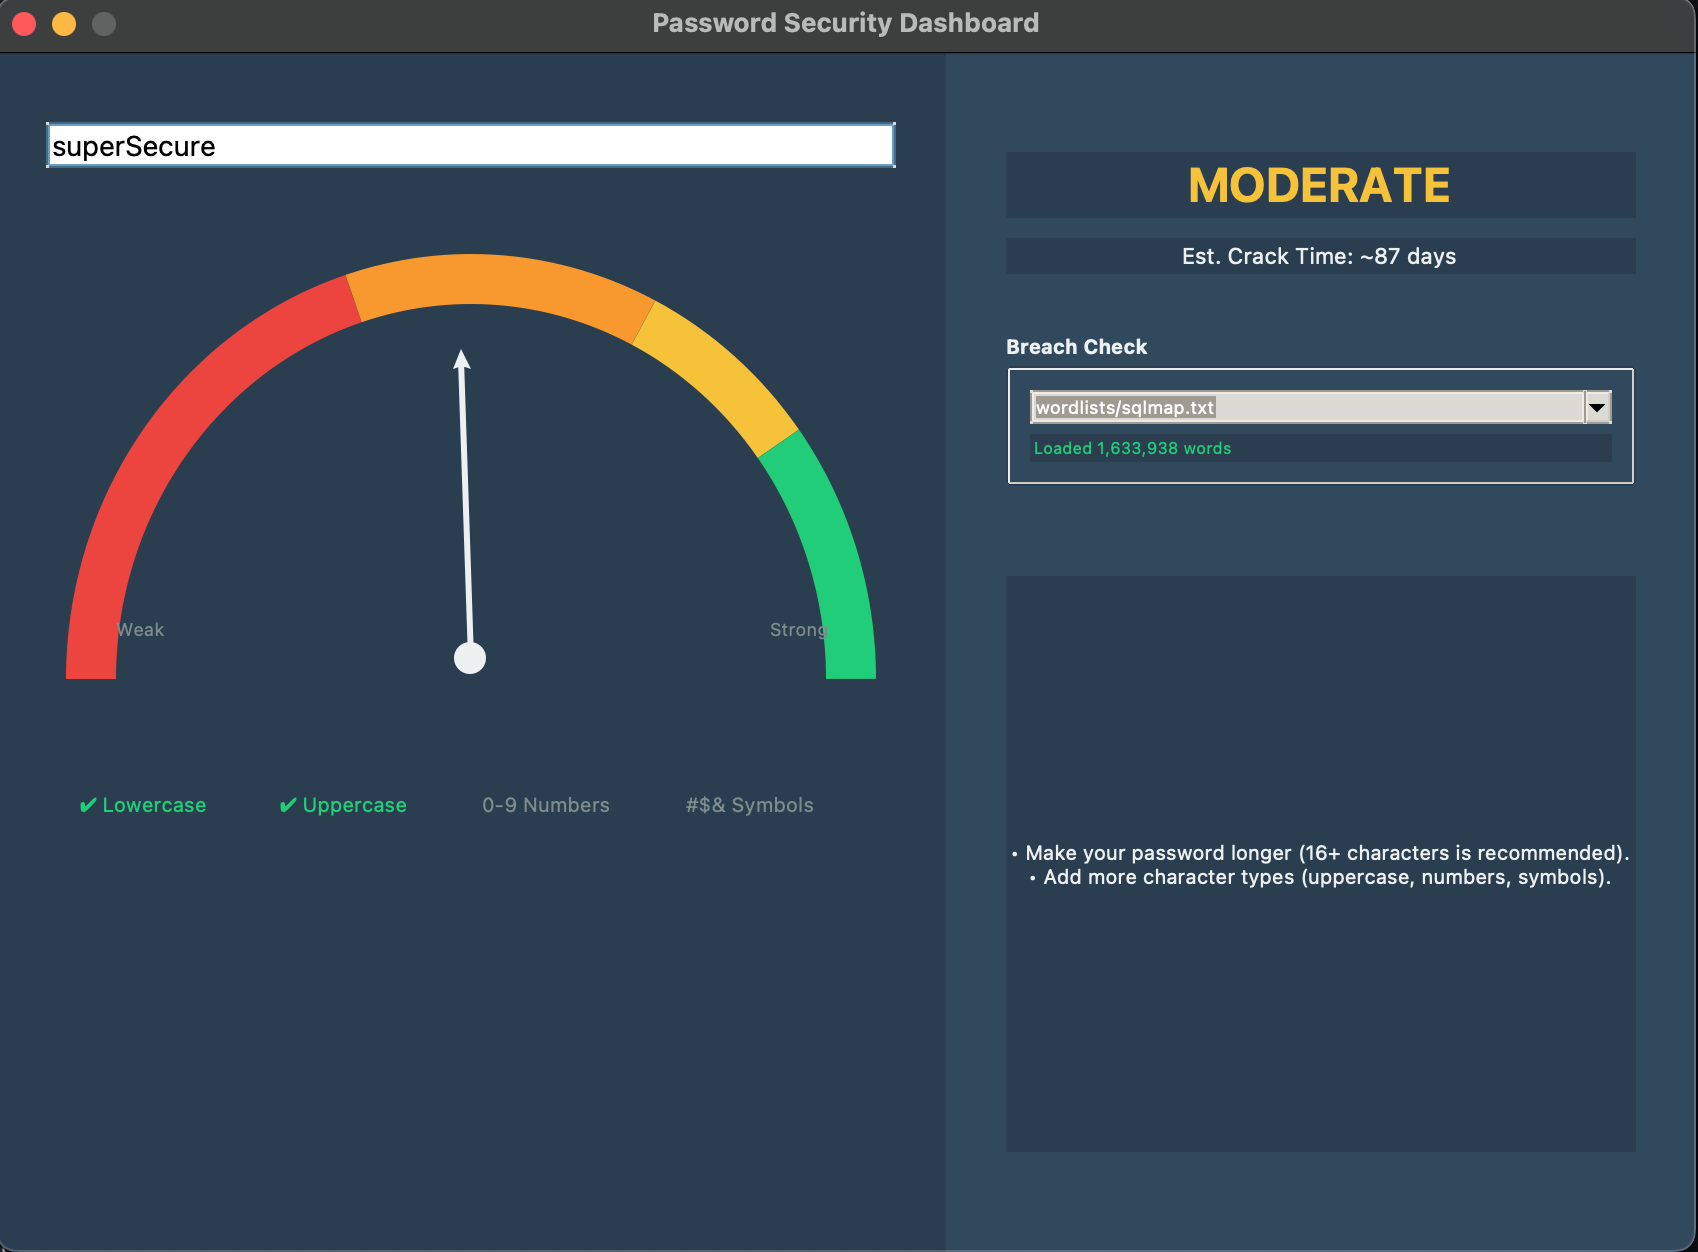 Password Security Dashboard
superSecure
Weak
Strong
✔ Lowercase
✔ Uppercase
0-9 Numbers
#$& Symbols
MODERATE
Est. Crack Time: ~87 days
Breach Check
wordlists/sqlmap.txt
Loaded 1,633,938 words
• Make your password longer (16+ characters is recommended).
• Add more character types (uppercase, numbers, symbols).